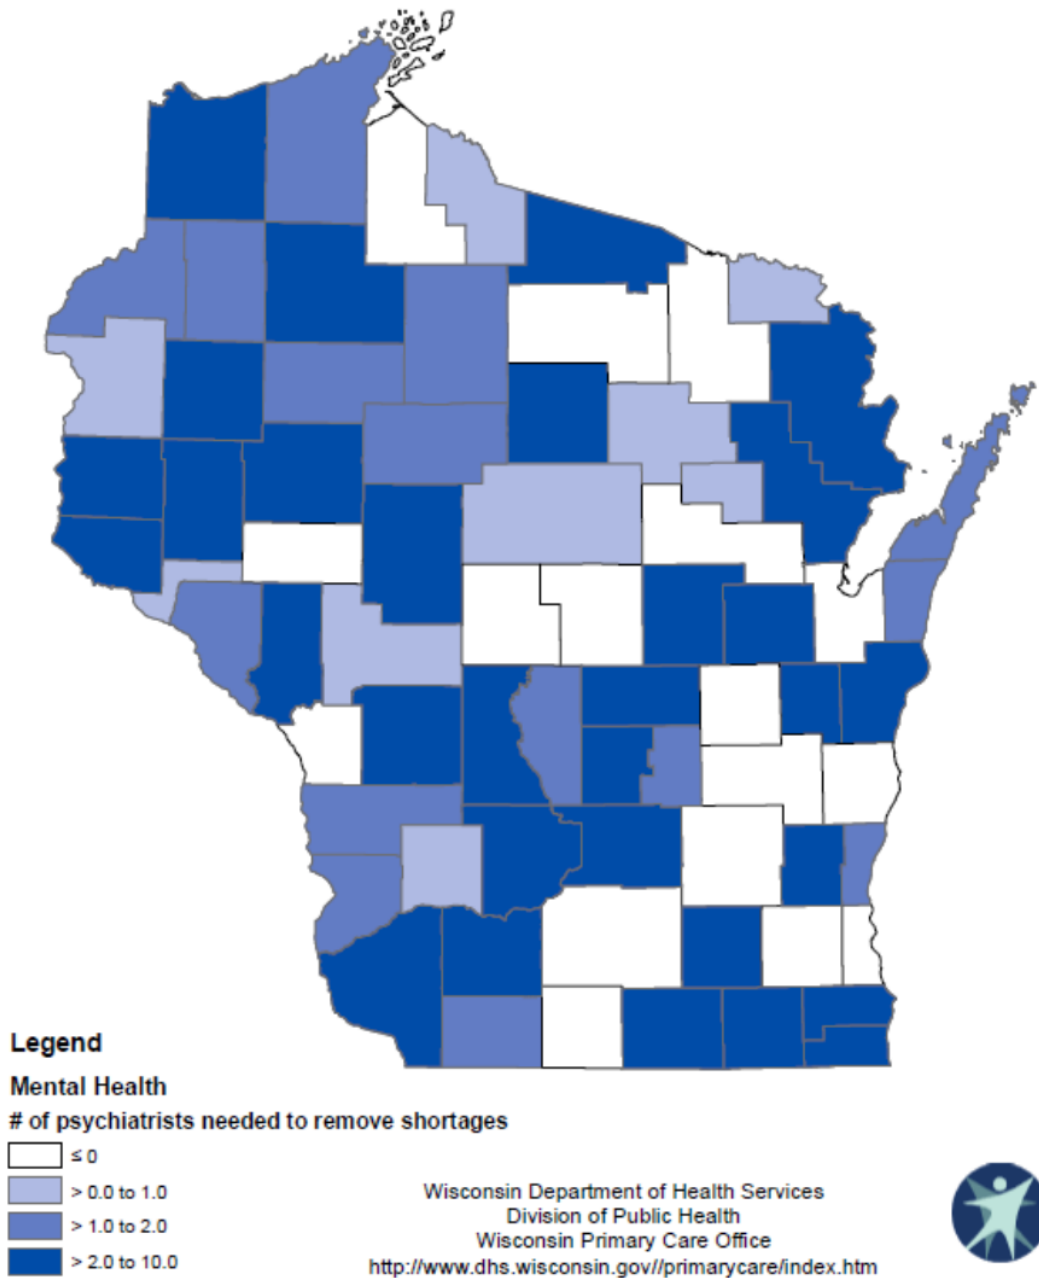 Legend
Mental Health
# of psychiatrists needed to remove shortages
≤ 0
> 0.0 to 1.0
> 1.0 to 2.0
> 2.0 to 10.0
Wisconsin Department of Health Services
Division of Public Health
Wisconsin Primary Care Office
http://www.dhs.wisconsin.gov//primarycare/index.htm